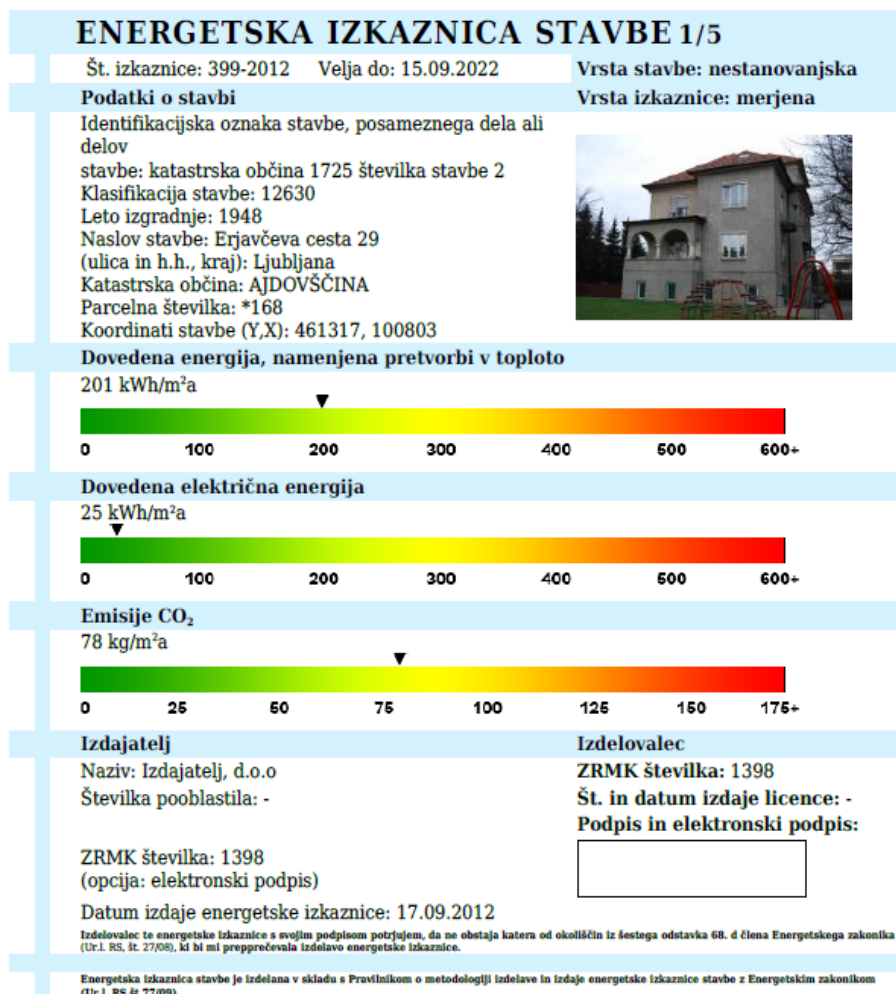 ENERGETSKA IZKAZNICA STAVBE 1/5
Št. izkaznice: 399-2012 Velja do: 15.09.2022 Vrsta stavbe: nestanovanjska
Podatki o stavbi Vrsta izkaznice: merjena
Identifikacijska oznaka stavbe, posameznega dela ali
delov
stavbe: katastrska občina 1725 številka stavbe 2
Klasifikacija stavbe: 12630
Leto izgradnje: 1948
Naslov stavbe: Erjavčeva cesta 29
(ulica in h.h., kraj): Ljubljana
Katastrska občina: AJDOVŠČINA
Parcelna številka: *168
Koordinati stavbe (Y,X): 461317, 100803
Dovedena energija, namenjena pretvorbi v toploto
201 kWh/m²a
0 100 200 300 400 500 600+
Dovedena električna energija
25 kWh/m²a
0 100 200 300 400 500 600+
Emisije CO₂
78 kg/m²a
0 25 50 75 100 125 150 175+
Izdajatelj Izdelovalec
Naziv: Izdajatelj, d.o.o ZRMK številka: 1398
Številka pooblastila: - Št. in datum izdaje licence: -
Podpis in elektronski podpis:
ZRMK številka: 1398
(opcija: elektronski podpis)
Datum izdaje energetske izkaznice: 17.09.2012
Izdelovalec te energetske izkaznice s svojim podpisom potrjujem, da ne obstaja katera od okoliščin iz šestega odstavka 68. d člena Energetskega zakonika
(Ur.l. RS, št. 27/08), ki bi mi prepprečevala izdelavo energetske izkaznice.
Energetska izkaznica stavbe je izdelana v skladu s Pravilnikom o metodologiji izdelave in izdaje energetske izkaznice stavbe z Energetskim zakonikom
(Ur.l. RS št 77/09)